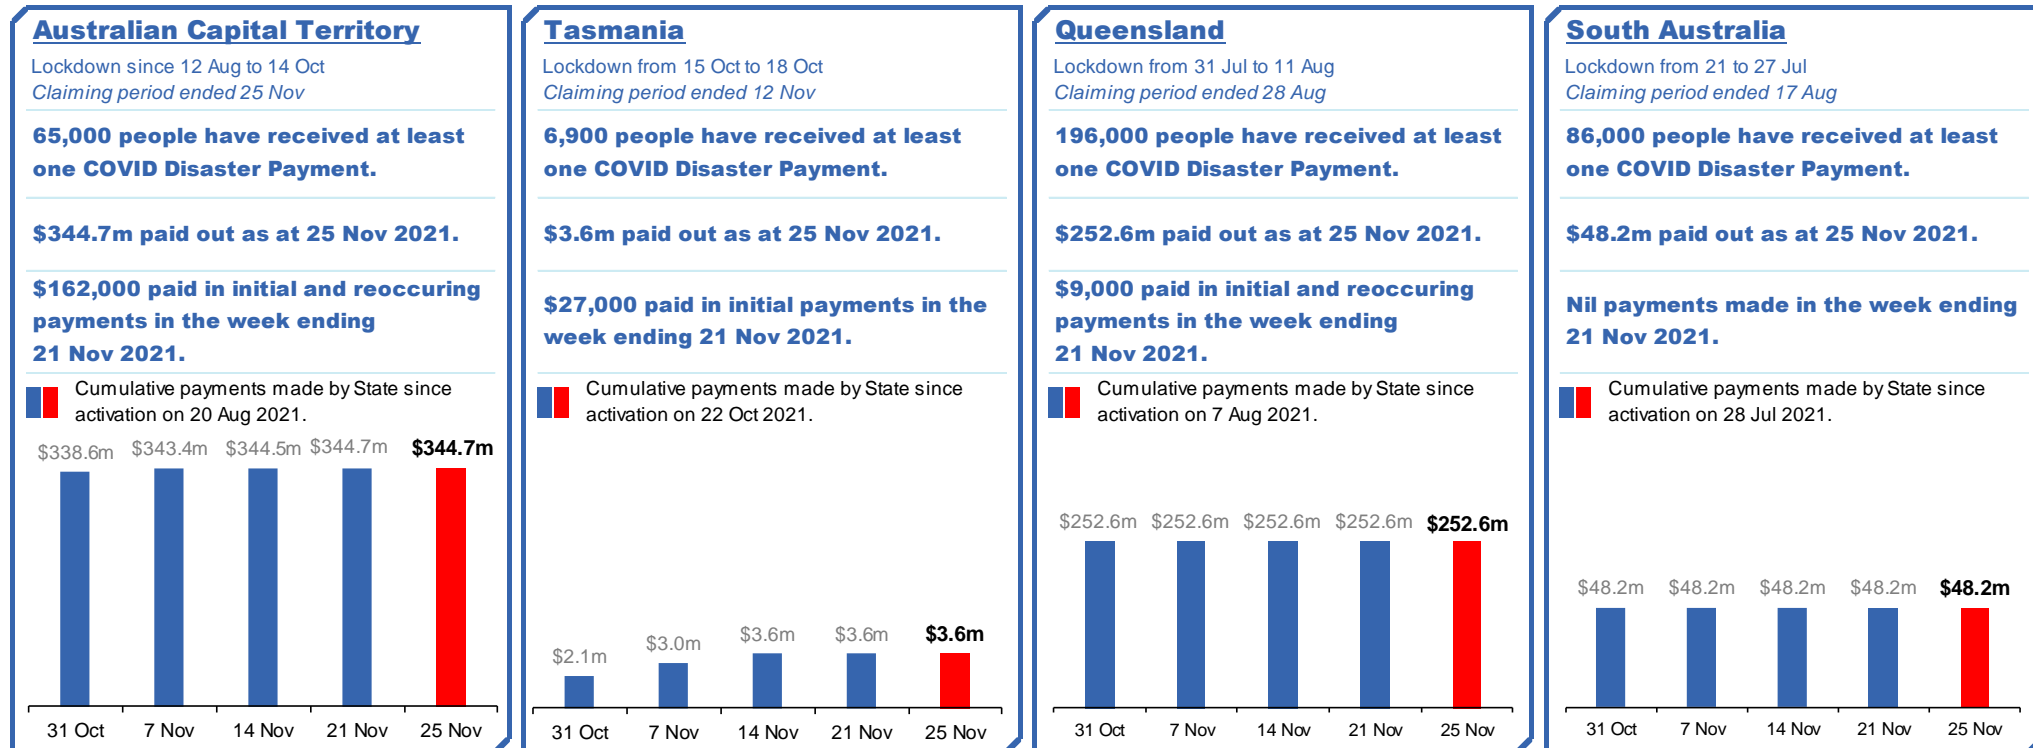 Australian Capital Territory
Lockdown since 12 Aug to 14 Oct
Claiming period ended 25 Nov
65,000 people have received at least
one COVID Disaster Payment.
$344.7m paid out as at 25 Nov 2021.
$162,000 paid in initial and reoccuring
payments in the week ending
21 Nov 2021.
Cumulative payments made by State since
activation on 20 Aug 2021.
$338.6m $343.4m $344.5m $344.7m $344.7m
31 Oct 7 Nov 14 Nov 21 Nov 25 Nov
Tasmania
Lockdown from 15 Oct to 18 Oct
Claiming period ended 12 Nov
6,900 people have received at least
one COVID Disaster Payment.
$3.6m paid out as at 25 Nov 2021.
$27,000 paid in initial payments in the
week ending 21 Nov 2021.
Cumulative payments made by State since
activation on 22 Oct 2021.
$2.1m $3.0m $3.6m $3.6m $3.6m
31 Oct 7 Nov 14 Nov 21 Nov 25 Nov
Queensland
Lockdown from 31 Jul to 11 Aug
Claiming period ended 28 Aug
196,000 people have received at least
one COVID Disaster Payment.
$252.6m paid out as at 25 Nov 2021.
$9,000 paid in initial and reoccuring
payments in the week ending
21 Nov 2021.
Cumulative payments made by State since
activation on 7 Aug 2021.
$252.6m $252.6m $252.6m $252.6m $252.6m
31 Oct 7 Nov 14 Nov 21 Nov 25 Nov
South Australia
Lockdown from 21 to 27 Jul
Claiming period ended 17 Aug
86,000 people have received at least
one COVID Disaster Payment.
$48.2m paid out as at 25 Nov 2021.
Nil payments made in the week ending
21 Nov 2021.
Cumulative payments made by State since
activation on 28 Jul 2021.
$48.2m $48.2m $48.2m $48.2m $48.2m
31 Oct 7 Nov 14 Nov 21 Nov 25 Nov